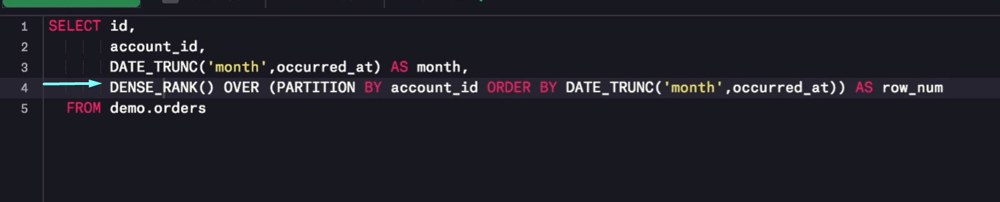 1 SELECT id,
2 account_id,
3 DATE_TRUNC('month',occurred_at) AS month,
4 DENSE_RANK() OVER (PARTITION BY account_id ORDER BY DATE_TRUNC('month',occurred_at)) AS row_num
5 FROM demo.orders